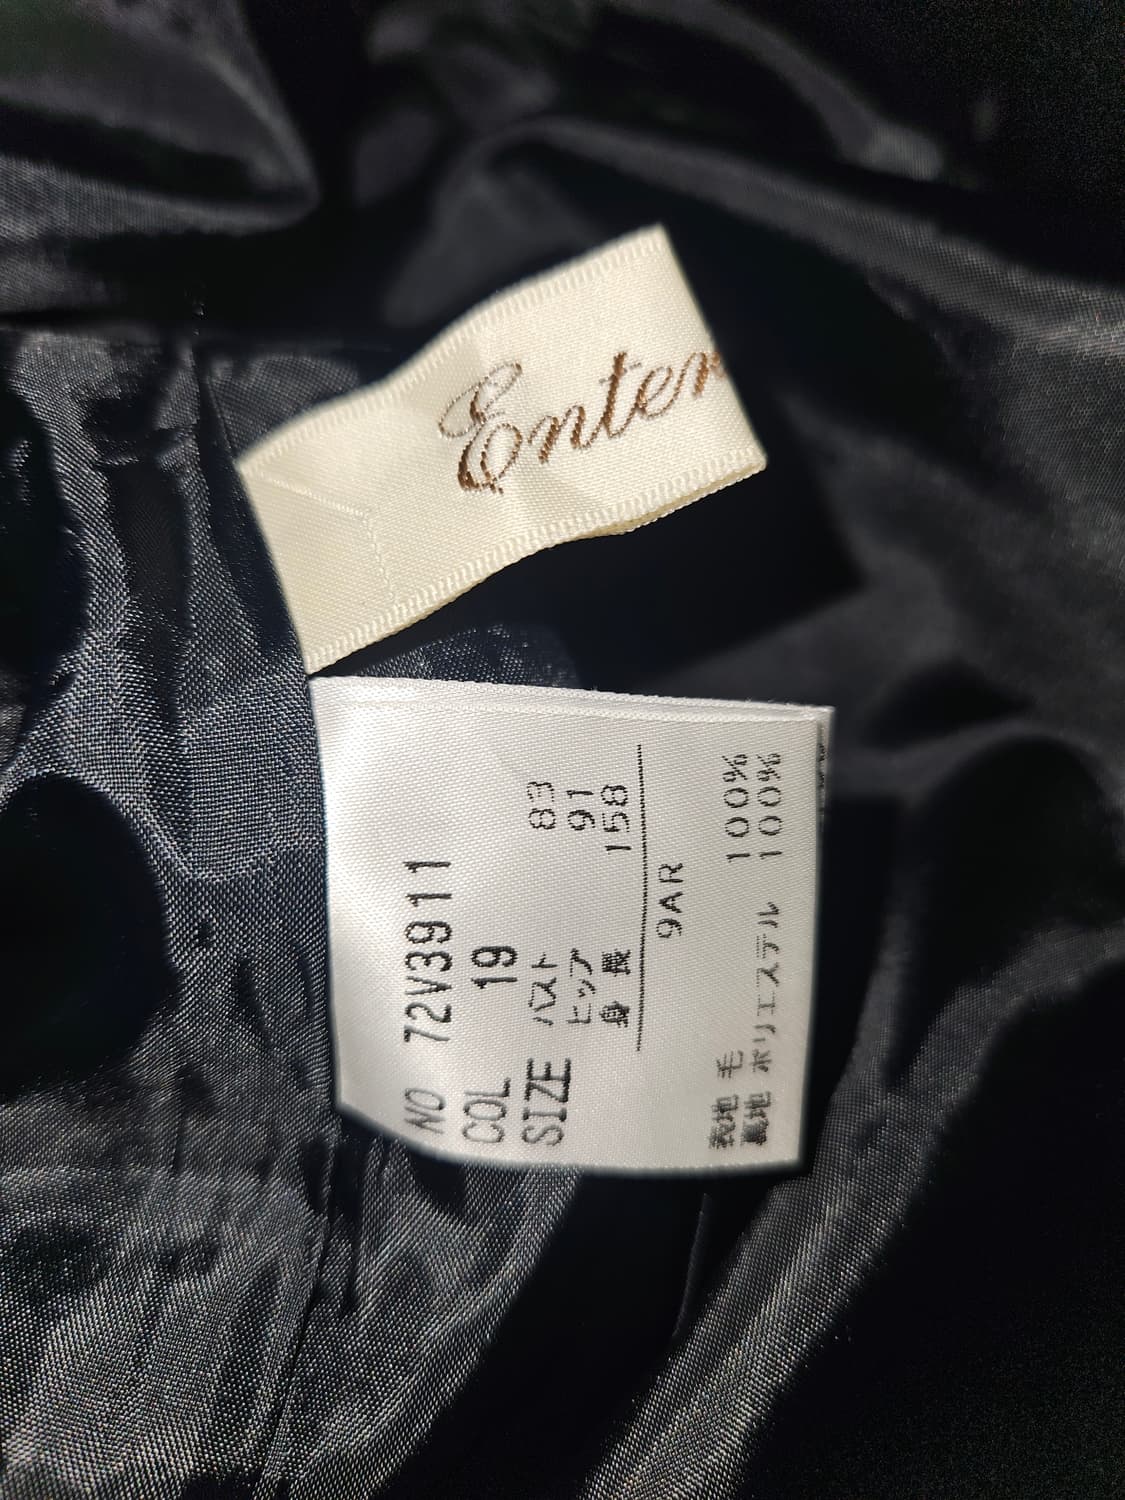 Enter
NO 72V3911
COL 19
SIZE バスト 83
ヒップ 91
身長 158
9AR
表地 毛 100%
裏地 ポリエステル 100%